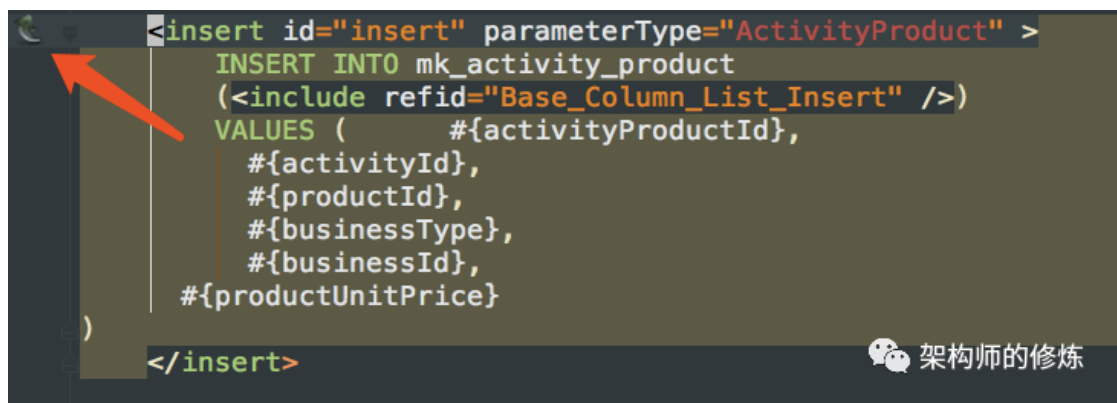 <insert id="insert" parameterType="ActivityProduct" >
INSERT INTO mk_activity_product
(<include refid="Base_Column_List_Insert" />)
VALUES (      #{activityProductId},
#{activityId},
#{productId},
#{businessType},
#{businessId},
#{productUnitPrice}
)
</insert>
架构师的修炼